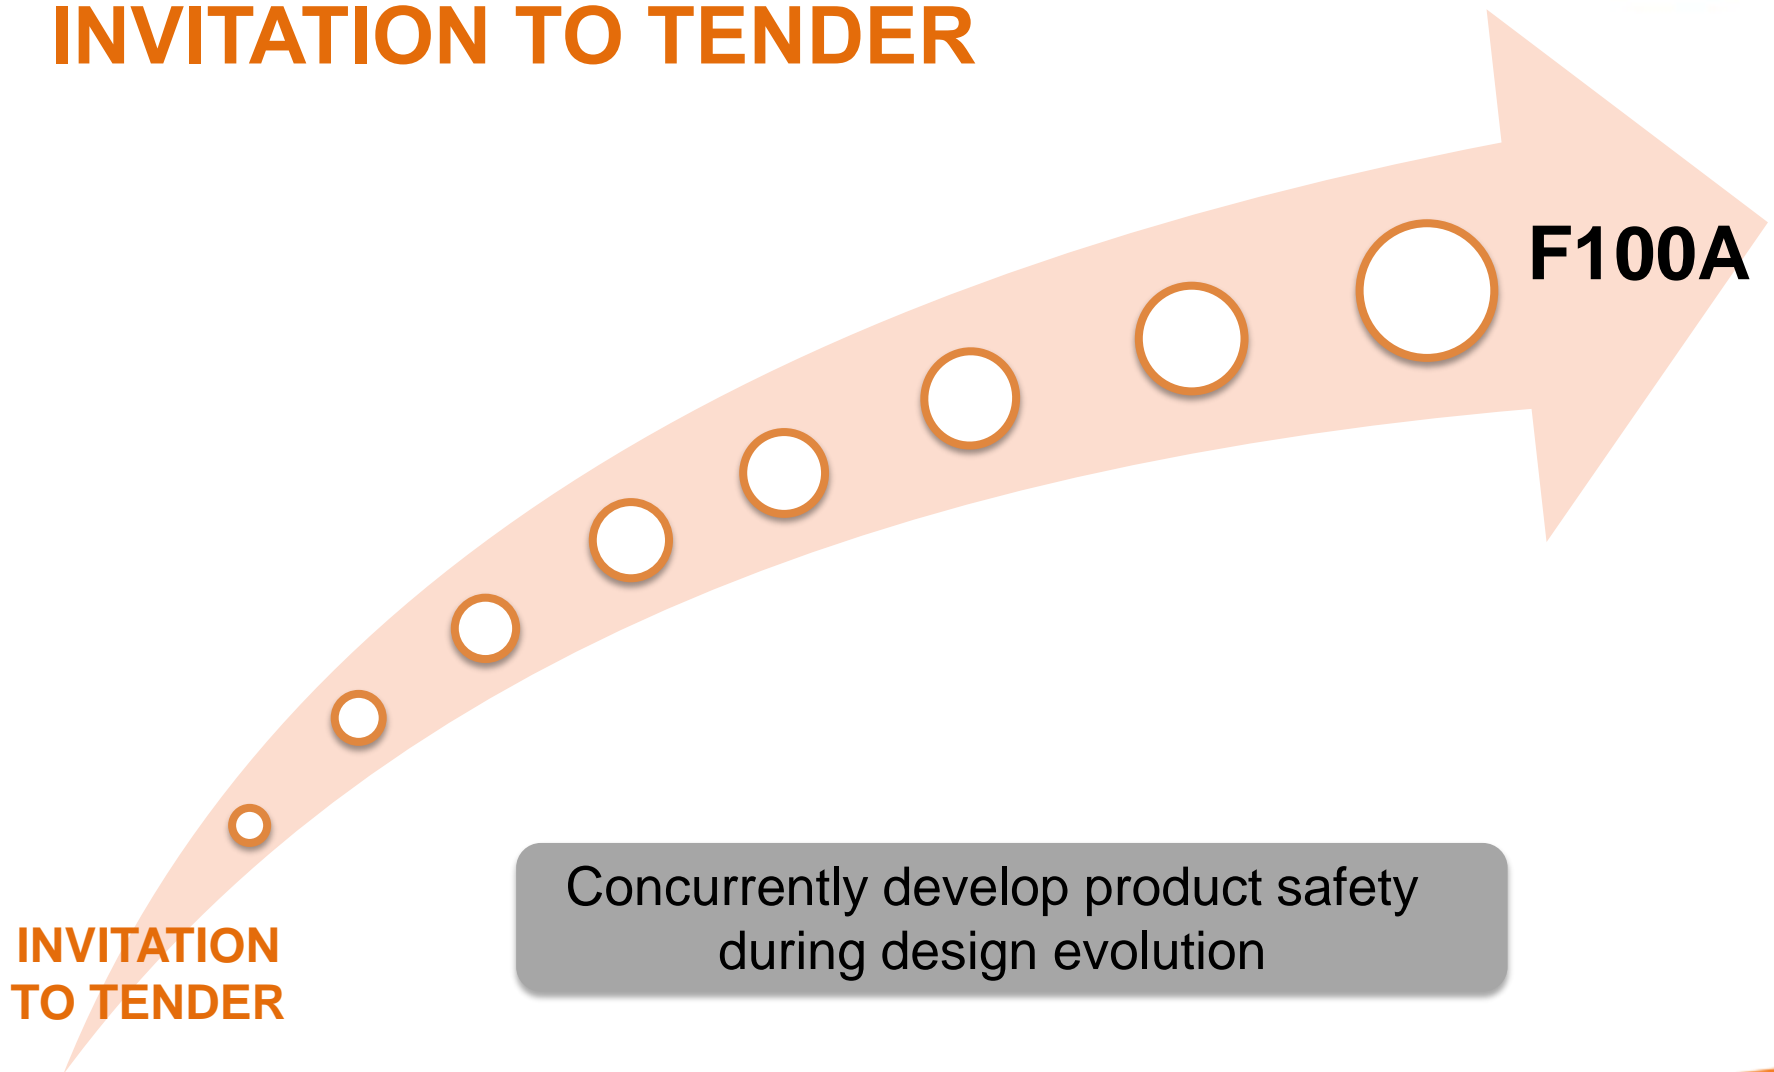 INVITATION TO TENDER
F100A
Concurrently develop product safety
during design evolution
INVITATION
TO TENDER